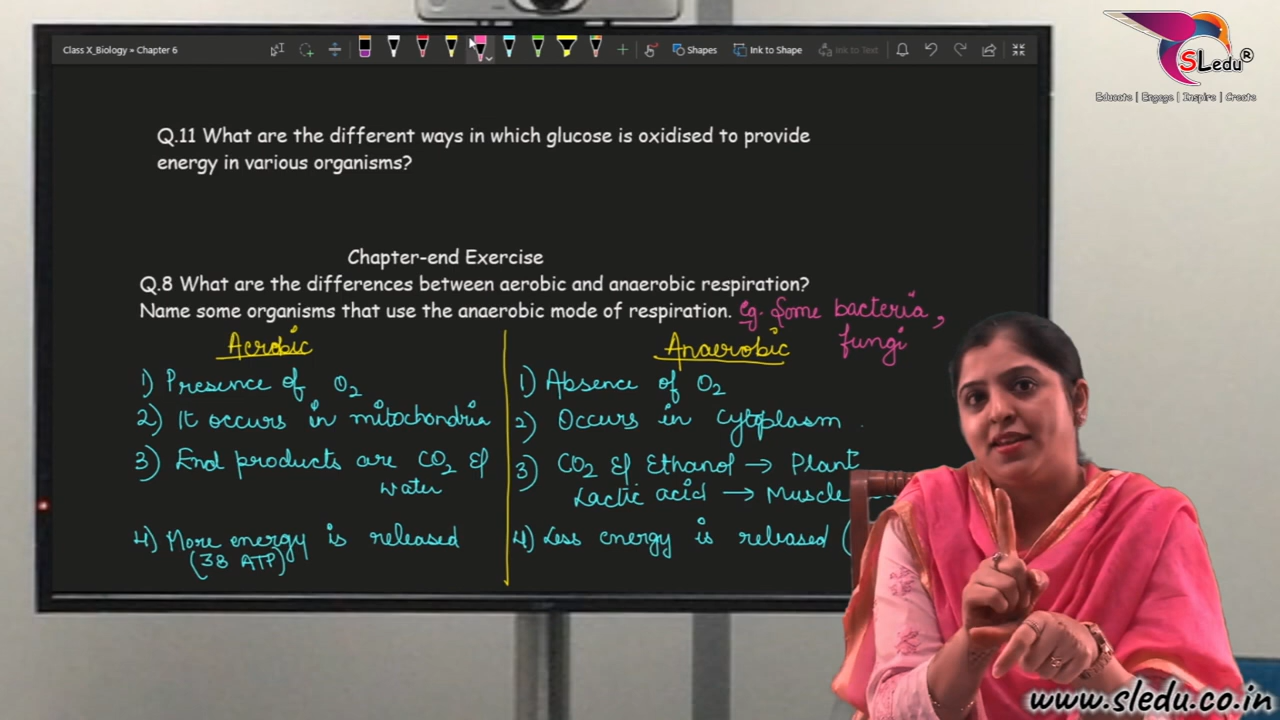 Class X_Biology » Chapter 6
Shapes
Ink to Shape
Ink to Text
SLedu®
Educate | Engage | Inspire | Create
Q.11 What are the different ways in which glucose is oxidised to provide
energy in various organisms?
Chapter-end Exercise
Q.8 What are the differences between aerobic and anaerobic respiration?
Name some organisms that use the anaerobic mode of respiration. Eg. Some bacteria,
fungi
Aerobic
1) Presence of O2
2) It occurs in mitochondria
3) End products are CO2 &
water
4) More energy is released
(38 ATP)
Anaerobic
1) Absence of O2
2) Occurs in cytoplasm.
3) CO2 & Ethanol → Plant
Lactic acid → Muscle
4) Less energy is released (
www.sledu.co.in